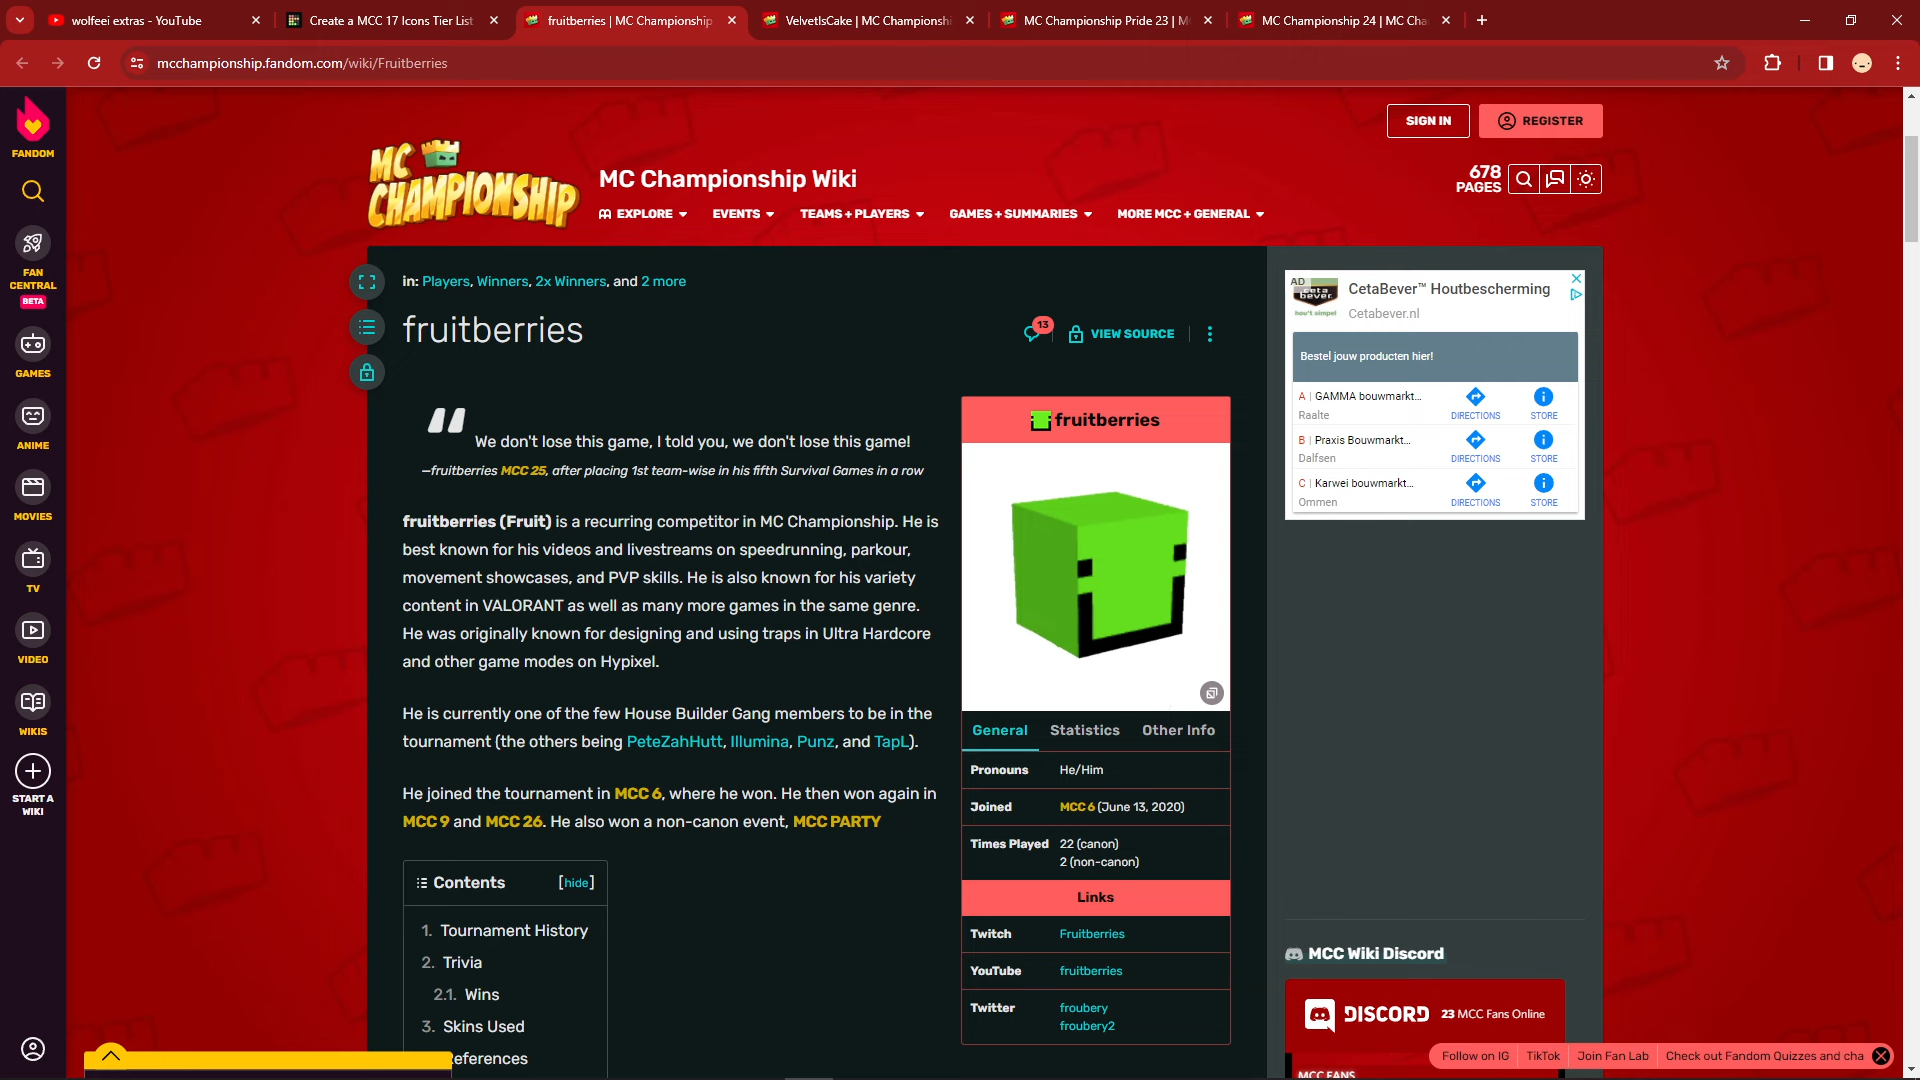 wolfeei extras - YouTube
Create a MCC 17 Icons Tier List
fruitberries | MC Championship
VelvetIsCake | MC Championshi
MC Championship Pride 23 | M
MC Championship 24 | MC Cha
mcchampionship.fandom.com/wiki/Fruitberries
FANDOM
FAN CENTRAL
BETA
GAMES
ANIME
MOVIES
TV
VIDEO
WIKIS
START A WIKI
SIGN IN
REGISTER
MC CHAMPIONSHIP
MC Championship Wiki
678 PAGES
EXPLORE
EVENTS
TEAMS + PLAYERS
GAMES + SUMMARIES
MORE MCC + GENERAL
in: Players, Winners, 2x Winners, and 2 more
fruitberries
13
VIEW SOURCE
We don't lose this game, I told you, we don't lose this game!
—fruitberries MCC 25, after placing 1st team-wise in his fifth Survival Games in a row
fruitberries (Fruit) is a recurring competitor in MC Championship. He is
best known for his videos and livestreams on speedrunning, parkour,
movement showcases, and PVP skills. He is also known for his variety
content in VALORANT as well as many more games in the same genre.
He was originally known for designing and using traps in Ultra Hardcore
and other game modes on Hypixel.
He is currently one of the few House Builder Gang members to be in the
tournament (the others being PeteZahHutt, Illumina, Punz, and TapL).
He joined the tournament in MCC 6, where he won. He then won again in
MCC 9 and MCC 26. He also won a non-canon event, MCC PARTY
Contents [hide]
1. Tournament History
2. Trivia
2.1. Wins
3. Skins Used
eferences
fruitberries
General Statistics Other Info
Pronouns He/Him
Joined MCC 6 (June 13, 2020)
Times Played 22 (canon)
2 (non-canon)
Links
Twitch Fruitberries
YouTube fruitberries
Twitter froubery
froubery2
AD
ceta bever
hou't simpel
CetaBever™ Houtbescherming
Cetabever.nl
Bestel jouw producten hier!
A | GAMMA bouwmarkt...
Raalte
DIRECTIONS
STORE
B | Praxis Bouwmarkt...
Dalfsen
DIRECTIONS
STORE
C | Karwei bouwmarkt...
Ommen
DIRECTIONS
STORE
MCC Wiki Discord
DISCORD
23 MCC Fans Online
MCC FANS
Follow on IG
TikTok
Join Fan Lab
Check out Fandom Quizzes and cha